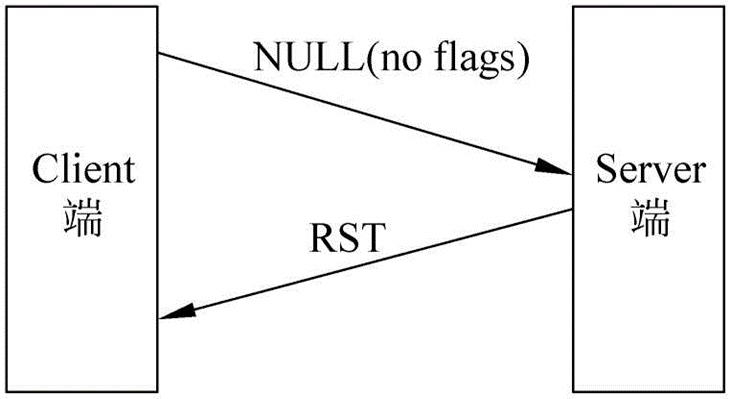 NULL(no flags)
Client
端
Server
端
RST